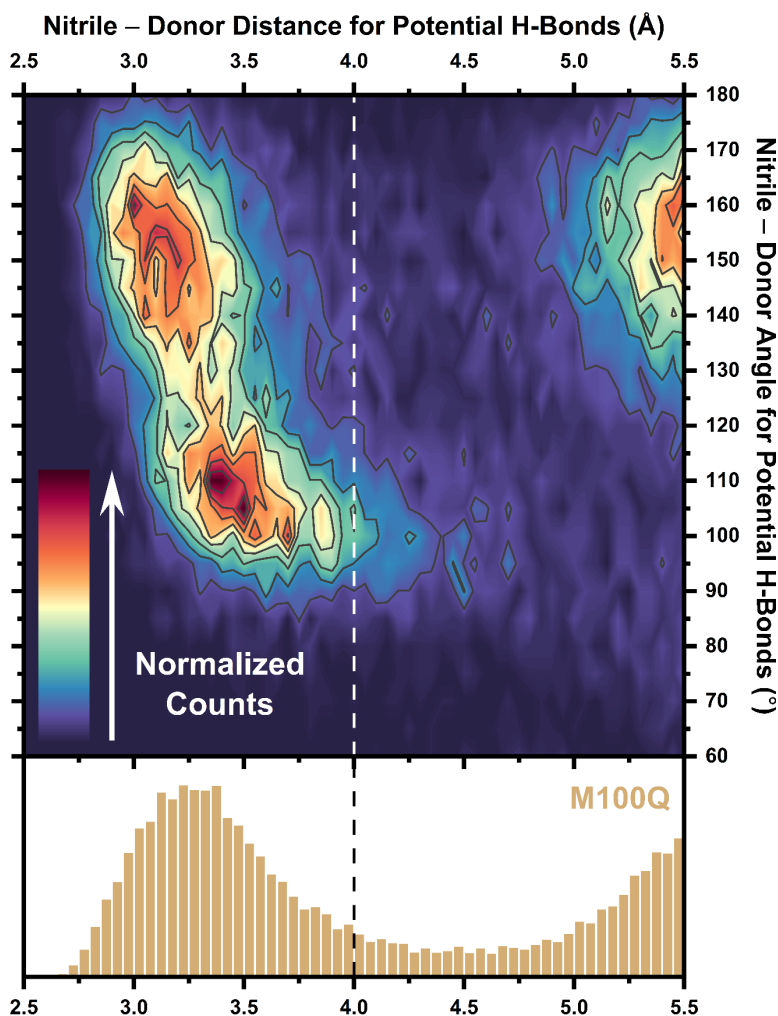 Nitrile – Donor Distance for Potential H-Bonds (Å)
2.5 3.0 3.5 4.0 4.5 5.0 5.5
180
170
160
150
140
130
120
110
100
90
80
70
60
Nitrile – Donor Angle for Potential H-Bonds (°)
Normalized
Counts
M100Q
2.5 3.0 3.5 4.0 4.5 5.0 5.5